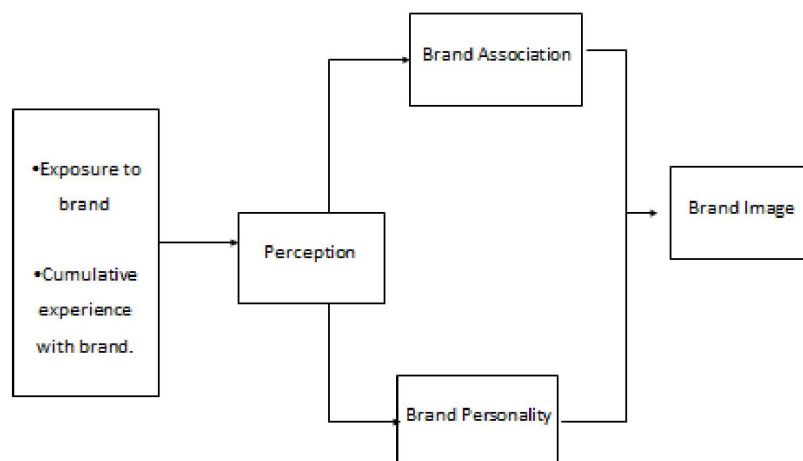 Brand Association
•Exposure to
brand
•Cumulative
experience
with brand.
Perception
Brand Image
Brand Personality